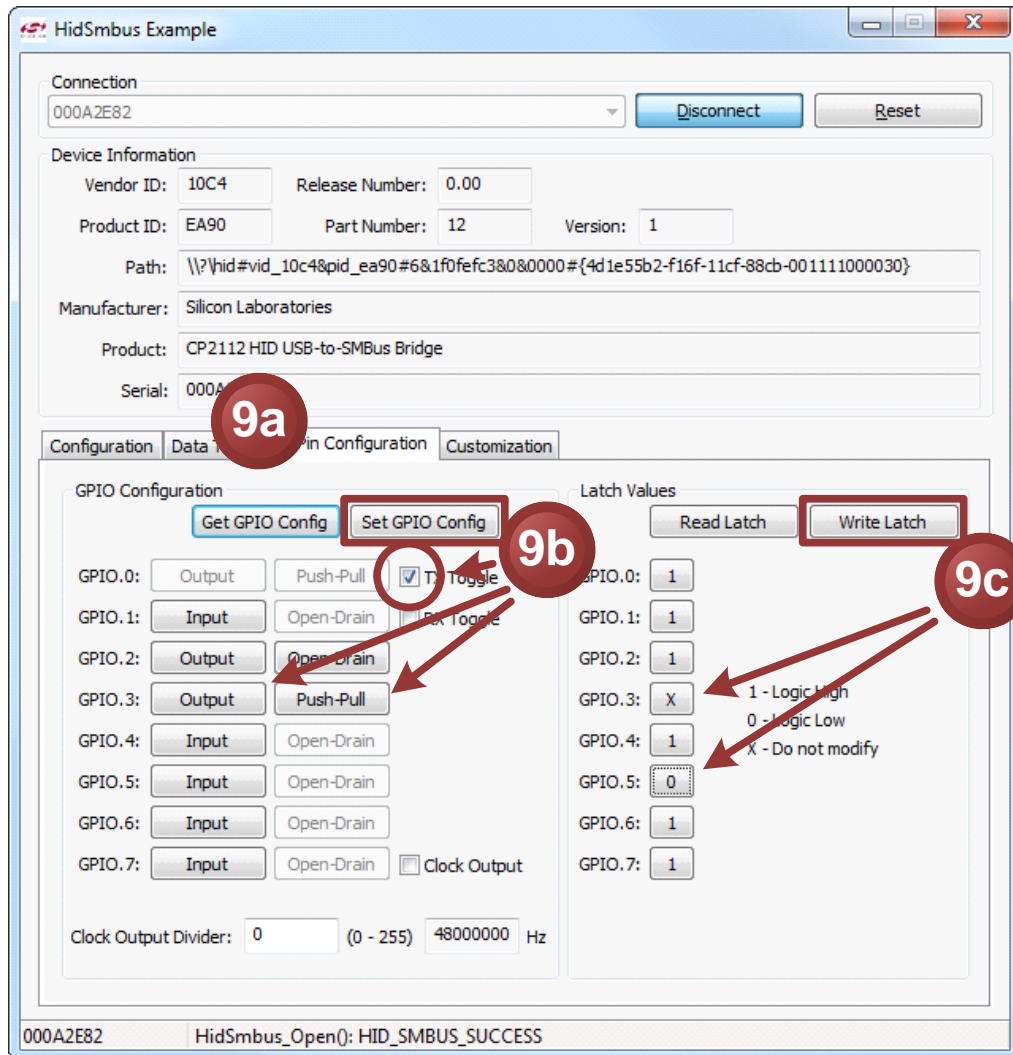 HidSmbus Example
Connection
000A2E82 Disconnect Reset
Device Information
Vendor ID: 10C4 Release Number: 0.00
Product ID: EA90 Part Number: 12 Version: 1
Path: \\?\hid#vid_10c4&pid_ea90#6&1f0fefc3&0&0000#{4d1e55b2-f16f-11cf-88cb-001111000030}
Manufacturer: Silicon Laboratories
Product: CP2112 HID USB-to-SMBus Bridge
Serial:
9a
Configuration Data Pin Configuration Customization
GPIO Configuration Latch Values
Get GPIO Config Set GPIO Config Read Latch Write Latch
9b
GPIO.0: Output Push-Pull TX Toggle GPIO.0: 1
9c
GPIO.1: Input Open-Drain RX Toggle GPIO.1: 1
GPIO.2: Output Open-Drain GPIO.2: 1
GPIO.3: Output Push-Pull GPIO.3: X 1 - Logic High
0 - Logic Low
GPIO.4: Input Open-Drain GPIO.4: 1 X - Do not modify
GPIO.5: Input Open-Drain GPIO.5: 0
GPIO.6: Input Open-Drain GPIO.6: 1
GPIO.7: Input Open-Drain Clock Output GPIO.7: 1
Clock Output Divider: 0 (0 - 255) 48000000 Hz
000A2E82 HidSmbus_Open(): HID_SMBUS_SUCCESS